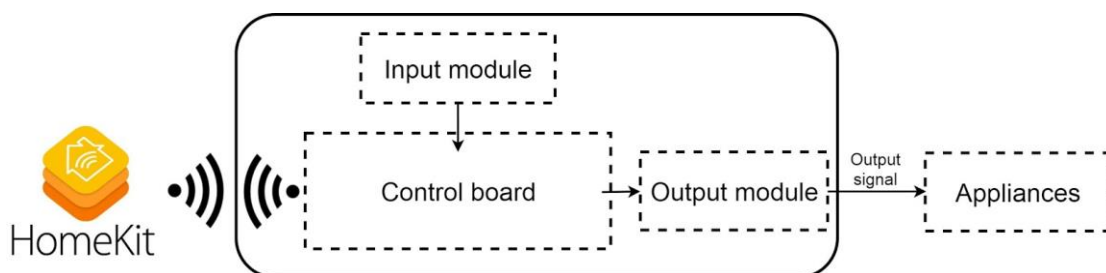 Input module
Control board
Output module
Output
signal
Appliances
HomeKit